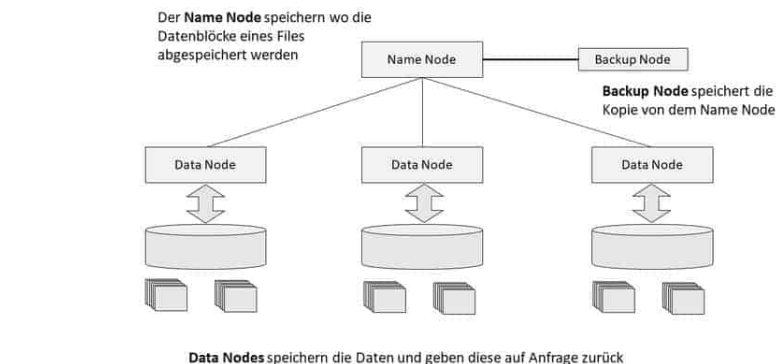 Der Name Node speichern wo die
Datenblöcke eines Files
abgespeichert werden
Name Node
Backup Node
Backup Node speichert die
Kopie von dem Name Node
Data Node
Data Node
Data Node
Data Nodes speichern die Daten und geben diese auf Anfrage zurück